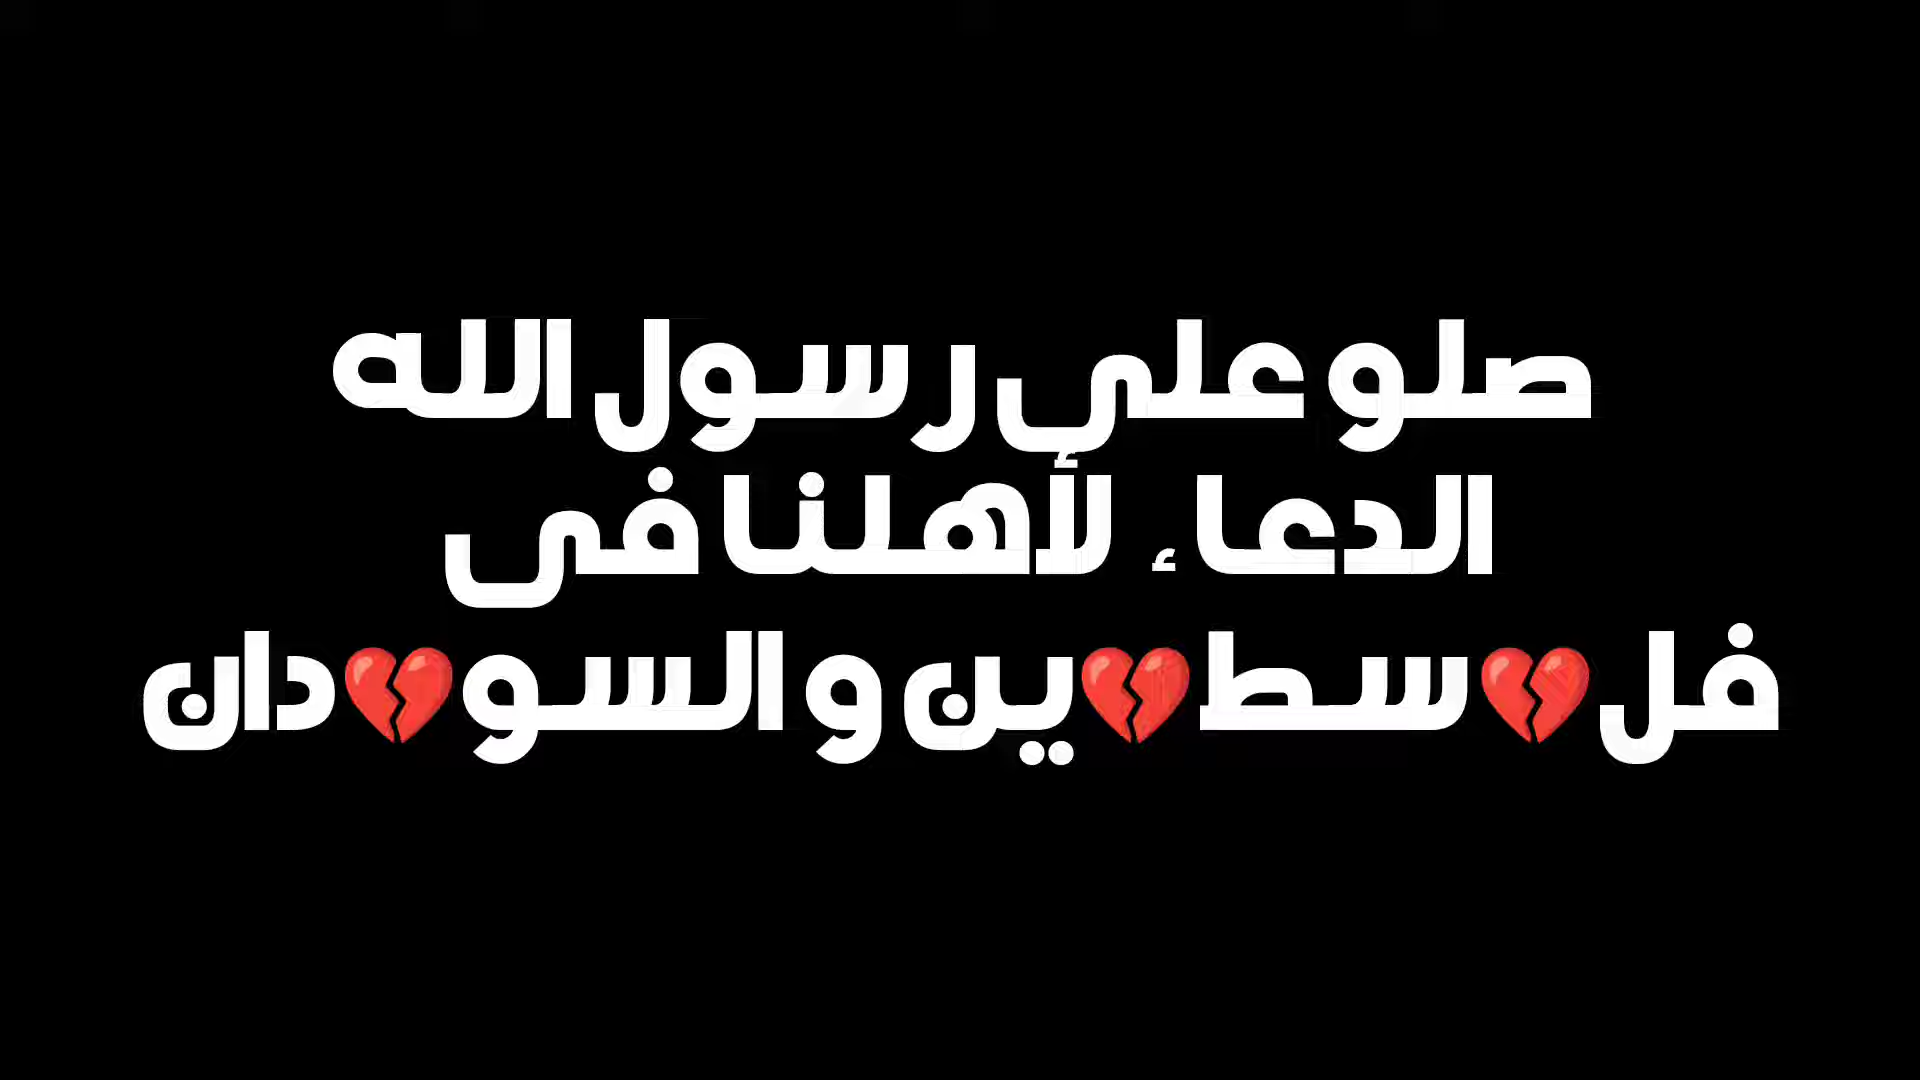 صلو علي رسول الله
الدعاء لأهلنا فى
فل💔سط💔ين والسو💔دان